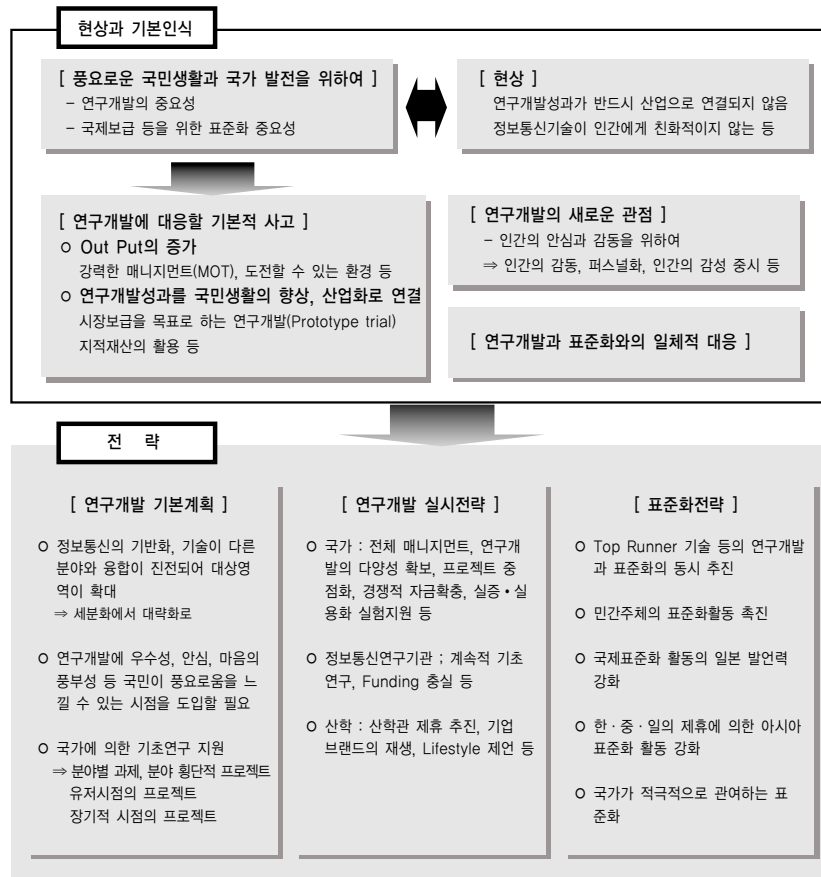 현상과 기본인식
[ 풍요로운 국민생활과 국가 발전을 위하여 ]
- 연구개발의 중요성
- 국제보급 등을 위한 표준화 중요성
[ 현상 ]
연구개발성과가 반드시 산업으로 연결되지 않음
정보통신기술이 인간에게 친화적이지 않는 등
[ 연구개발에 대응할 기본적 사고 ]
o Out Put의 증가
강력한 매니지먼트(MOT), 도전할 수 있는 환경 등
o 연구개발성과를 국민생활의 향상, 산업화로 연결
시장보급을 목표로 하는 연구개발(Prototype trial)
지적재산의 활용 등
[ 연구개발의 새로운 관점 ]
- 인간의 안심과 감동을 위하여
⇒ 인간의 감동, 퍼스널화, 인간의 감성 중시 등
[ 연구개발과 표준화와의 일체적 대응 ]
전 략
[ 연구개발 기본계획 ]
o 정보통신의 기반화, 기술이 다른
분야와 융합이 진전되어 대상영
역이 확대
⇒ 세분화에서 대략화로
o 연구개발에 우수성, 안심, 마음의
풍부성 등 국민이 풍요로움을 느
낄 수 있는 시점을 도입할 필요
o 국가에 의한 기초연구 지원
⇒ 분야별 과제, 분야 횡단적 프로젝트
유저시점의 프로젝트
장기적 시점의 프로젝트
[ 연구개발 실시전략 ]
o 국가 : 전체 매니지먼트, 연구개
발의 다양성 확보, 프로젝트 중
점화, 경쟁적 자금확충, 실증•실
용화 실험지원 등
o 정보통신연구기관 ; 계속적 기초
연구, Funding 충실 등
o 산학 : 산학관 제휴 추진, 기업
브랜드의 재생, Lifestyle 제언 등
[ 표준화전략 ]
o Top Runner 기술 등의 연구개발
과 표준화의 동시 추진
o 민간주체의 표준화활동 촉진
o 국제표준화 활동의 일본 발언력
강화
o 한·중·일의 제휴에 의한 아시아
표준화 활동 강화
o 국가가 적극적으로 관여하는 표
준화